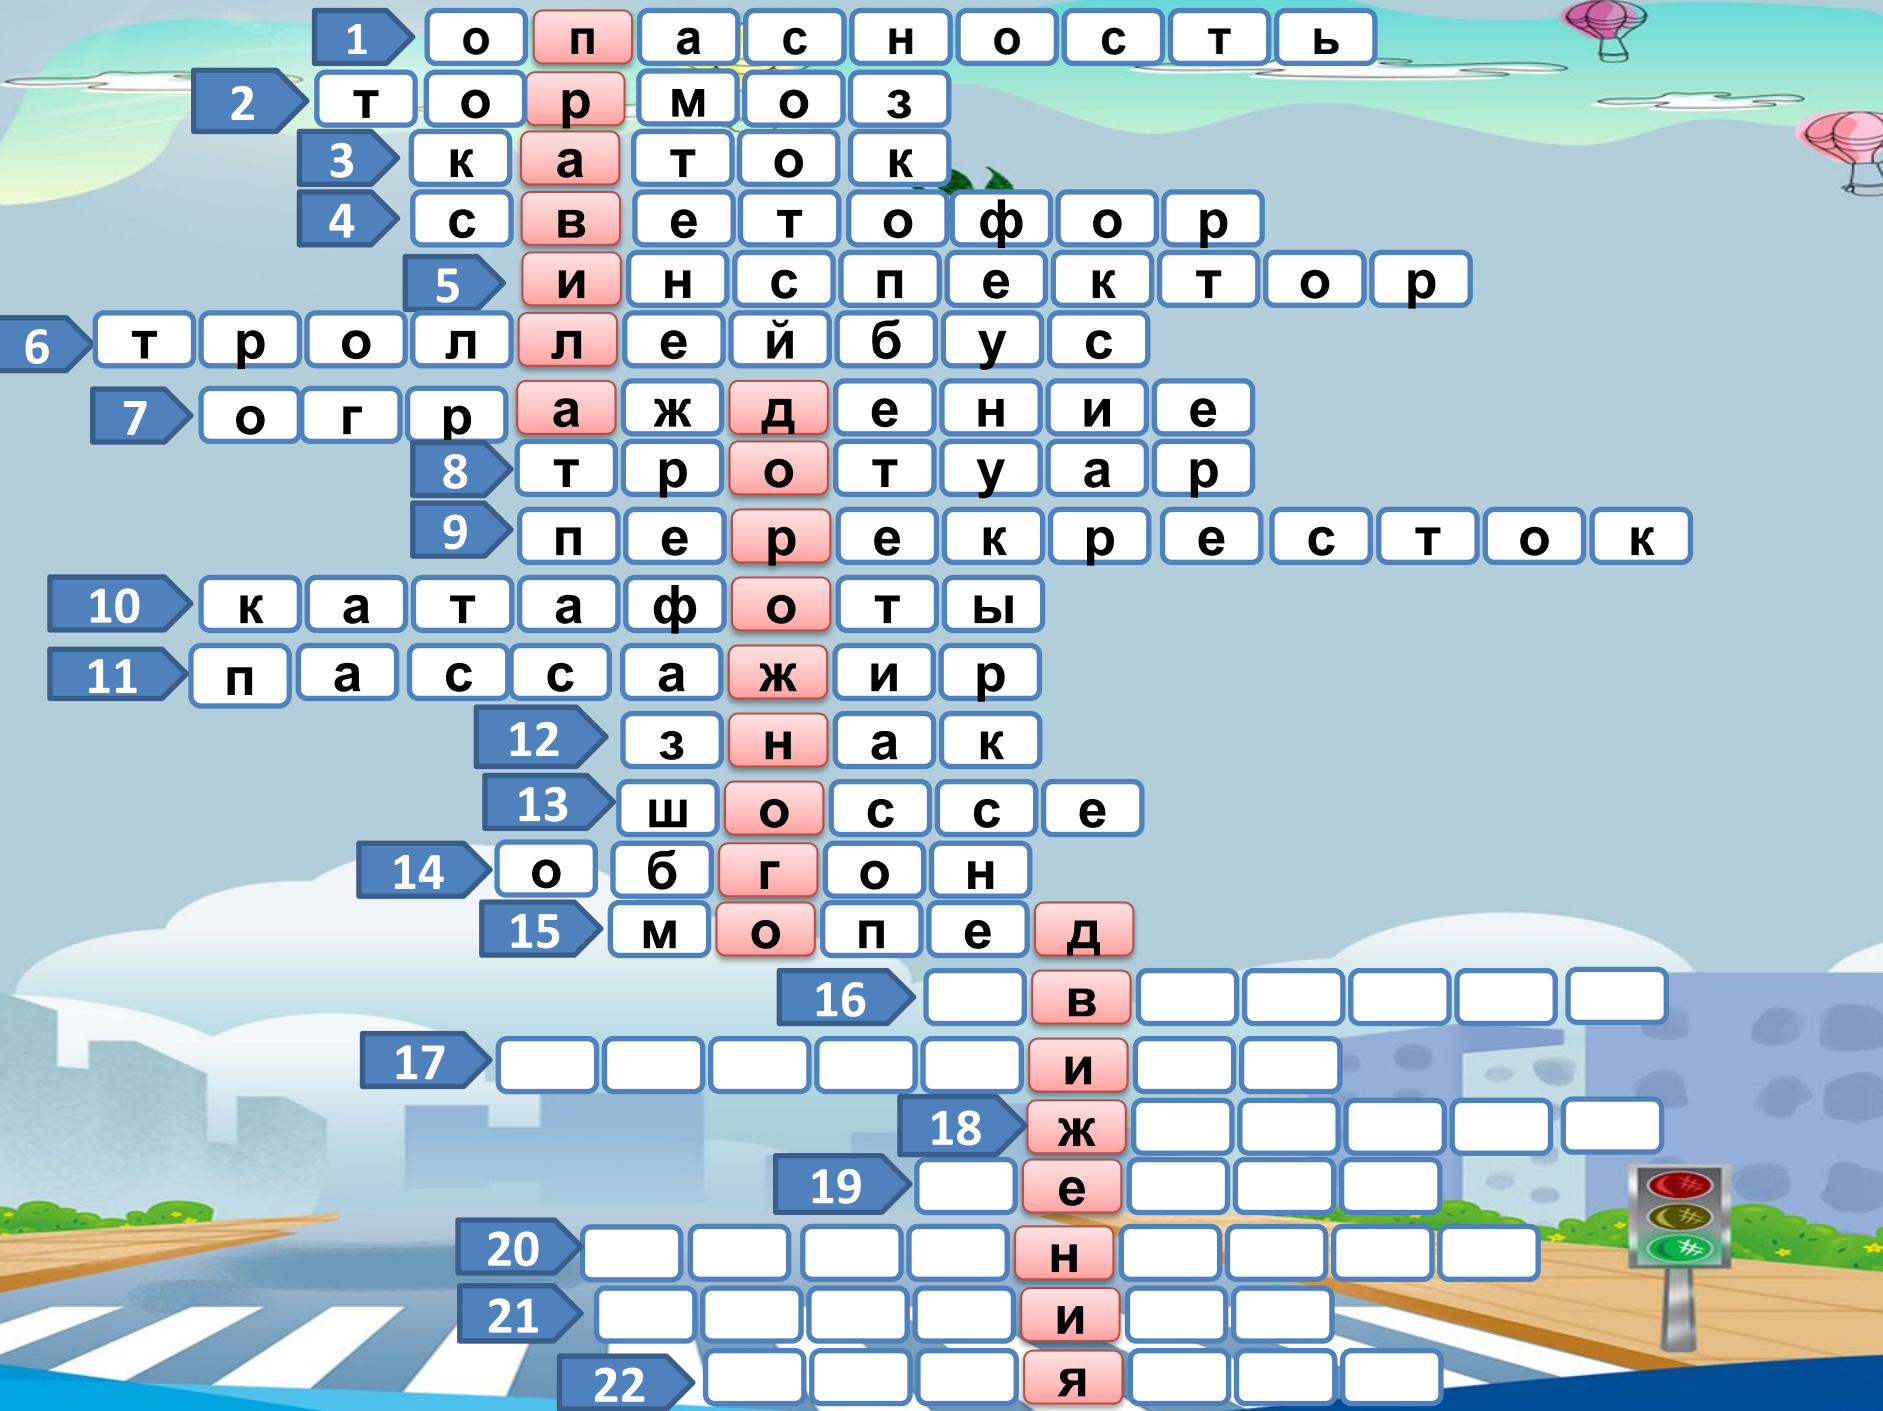 1 опасность
2 тормоз
3 каток
4 светофор
5 инспектор
6 троллейбус
7 ограждение
8 тротуар
9 перекресток
10 катафоты
11 пассажир
12 знак
13 шоссе
14 обгон
15 мопед
16 в
17 и
18 ж
19 е
20 н
21 и
22 я